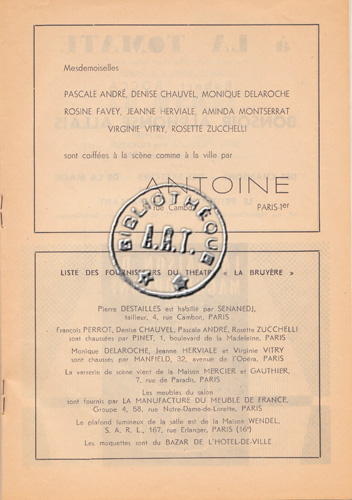 Mesdemoiselles
PASCALE ANDRÉ, DENISE CHAUVEL, MONIQUE DELAROCHE
ROSINE FAVEY, JEANNE HERVIALE, AMINDA MONTSERRAT
VIRGINIE VITRY, ROSETTE ZUCCHELLI
sont coiffées à la scène comme à la ville par
ANTOINE
rue Cambon PARIS-1er
BIBLIOTHÈQUE
A.R.T.
LISTE DES FOURNISSEURS DU THEATRE « LA BRUYÈRE »
Pierre DESTAILLES est habillé par SENANEDJ,
tailleur, 4, rue Cambon, PARIS
François PERROT, Denise CHAUVEL, Pascale ANDRÉ, Rosette ZUCCHELLI
sont chaussées par PINET, 1, boulevard de la Madeleine, PARIS
Monique DELAROCHE, Jeanne HERVIALE et Virginie VITRY
sont chaussées par MANFIELD, 32, avenue de l'Opéra, PARIS
La verrerie de scène vient de la Maison MERCIER et GAUTHIER,
7, rue de Paradis, PARIS
Les meubles du salon
sont fournis par LA MANUFACTURE DU MEUBLE DE FRANCE,
Groupe 4, 58, rue Notre-Dame-de-Lorette, PARIS
Le plafond lumineux de la salle est de la Maison WENDEL,
S. A. R. L., 167, rue Erlanger, PARIS (16e)
Les moquettes sont du BAZAR DE L'HOTEL-DE-VILLE